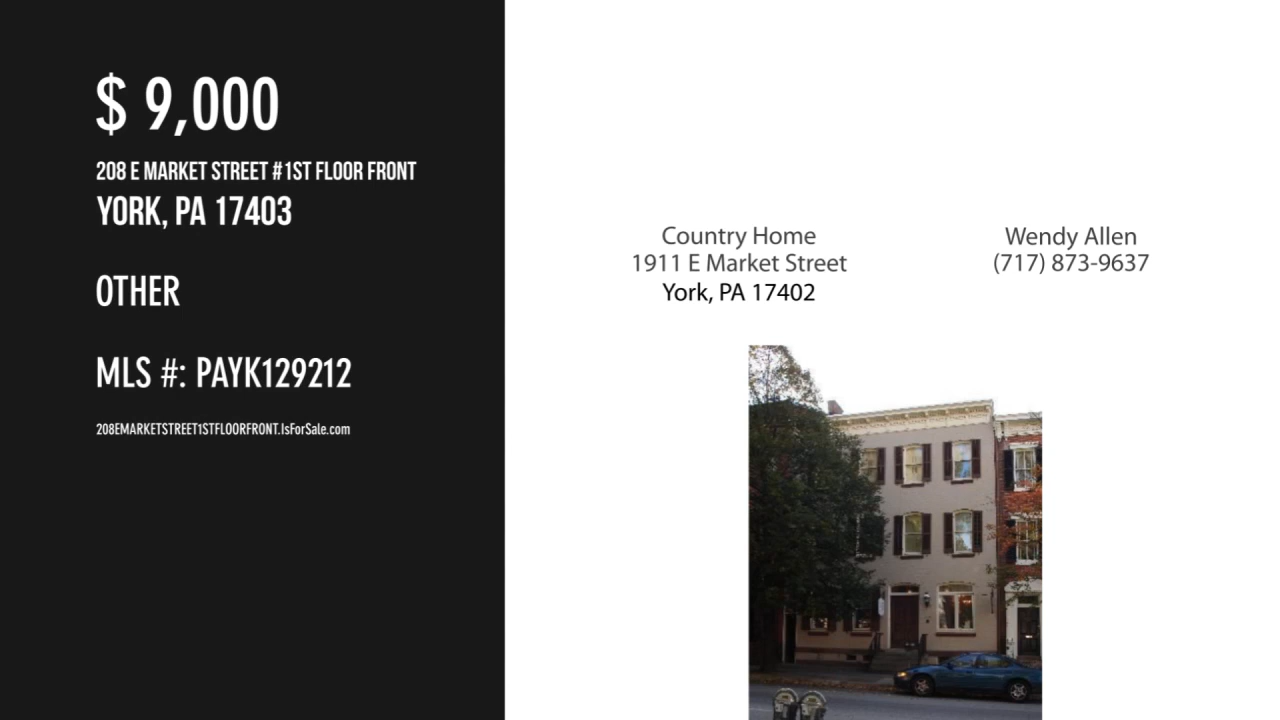 $ 9,000
208 E MARKET STREET #1ST FLOOR FRONT
YORK, PA 17403
OTHER
MLS #: PAYK129212
208EMARKETSTREET1STFLOORFRONT.IsForSale.com
Country Home
1911 E Market Street
York, PA 17402
Wendy Allen
(717) 873-9637